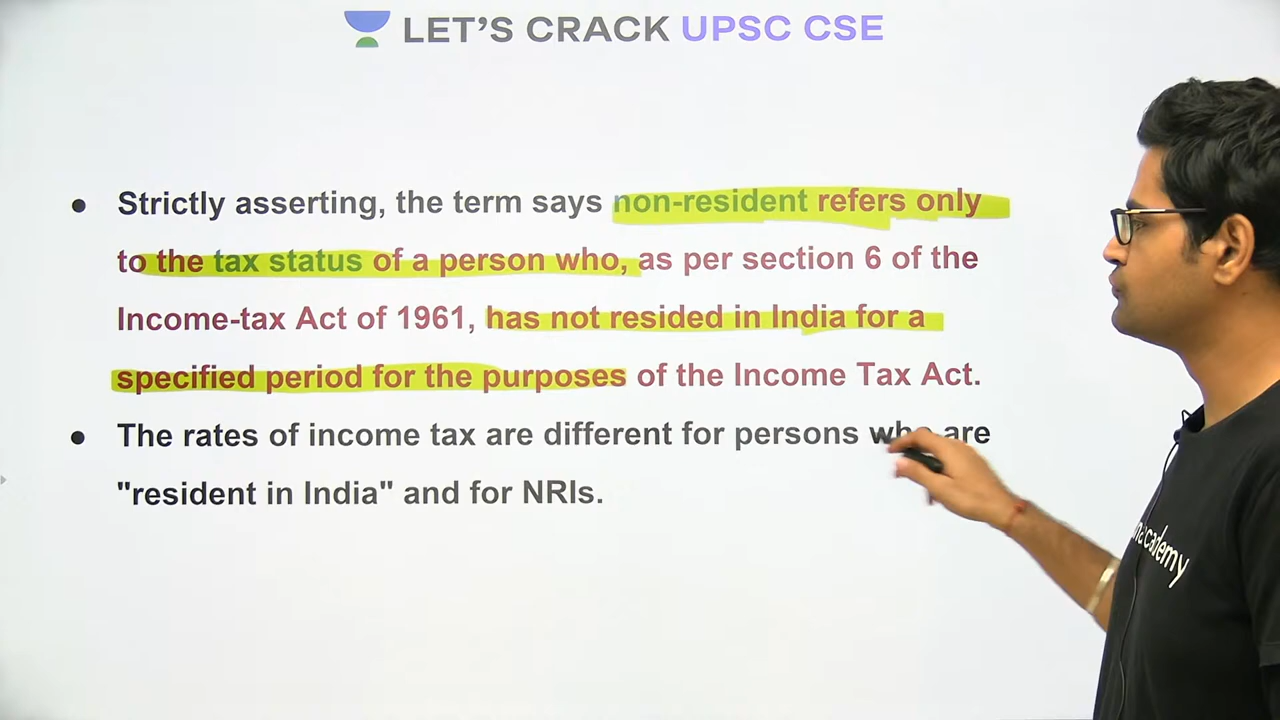 LET'S CRACK UPSC CSE
● Strictly asserting, the term says non-resident refers only
to the tax status of a person who, as per section 6 of the
Income-tax Act of 1961, has not resided in India for a
specified period for the purposes of the Income Tax Act.
● The rates of income tax are different for persons who are
"resident in India" and for NRIs.
nacademy